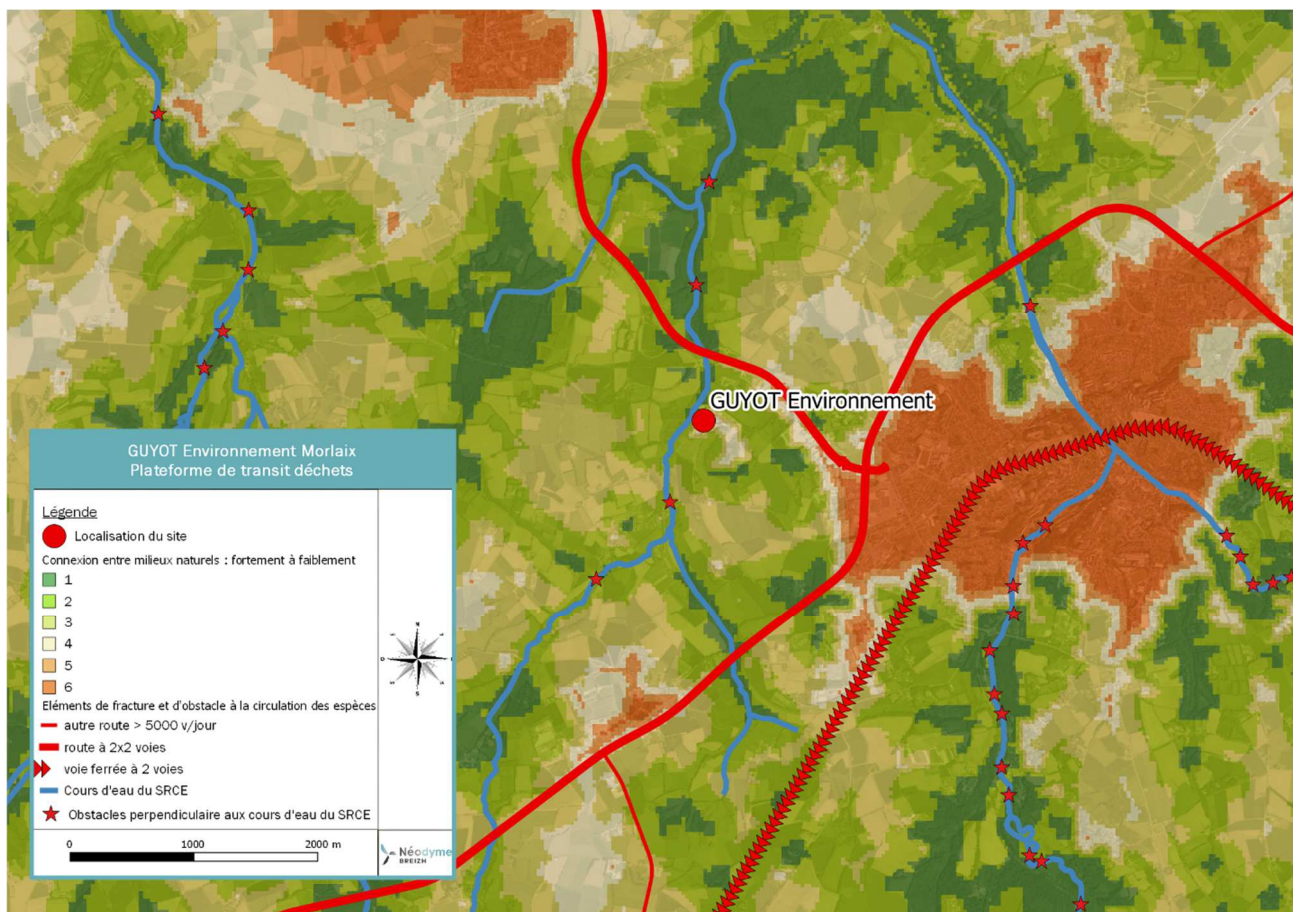 GUYOT Environnement
GUYOT Environnement Morlaix
Plateforme de transit déchets
Légende
Localisation du site
Connexion entre milieux naturels : fortement à faiblement
1
2
3
4
5
6
Eléments de fracture et d'obstacle à la circulation des espèces
autre route > 5000 v/jour
route à 2x2 voies
voie ferrée à 2 voies
Cours d'eau du SRCE
Obstacles perpendiculaire aux cours d'eau du SRCE
N
S
0 1000 2000 m
Néodyme
BREIZH